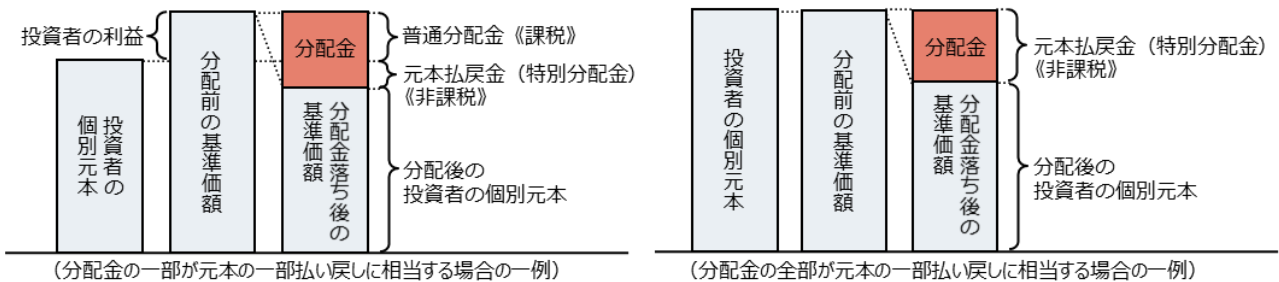 投資者の利益
投資者の
個別元本
分配前の基準価額
分配金
分配金落ち後の
基準価額
普通分配金《課税》
元本払戻金（特別分配金）
《非課税》
分配後の
投資者の個別元本
（分配金の一部が元本の一部払い戻しに相当する場合の一例）
投資者の個別元本
分配前の基準価額
分配金
分配金落ち後の
基準価額
元本払戻金（特別分配金）
《非課税》
分配後の
投資者の個別元本
（分配金の全部が元本の一部払い戻しに相当する場合の一例）